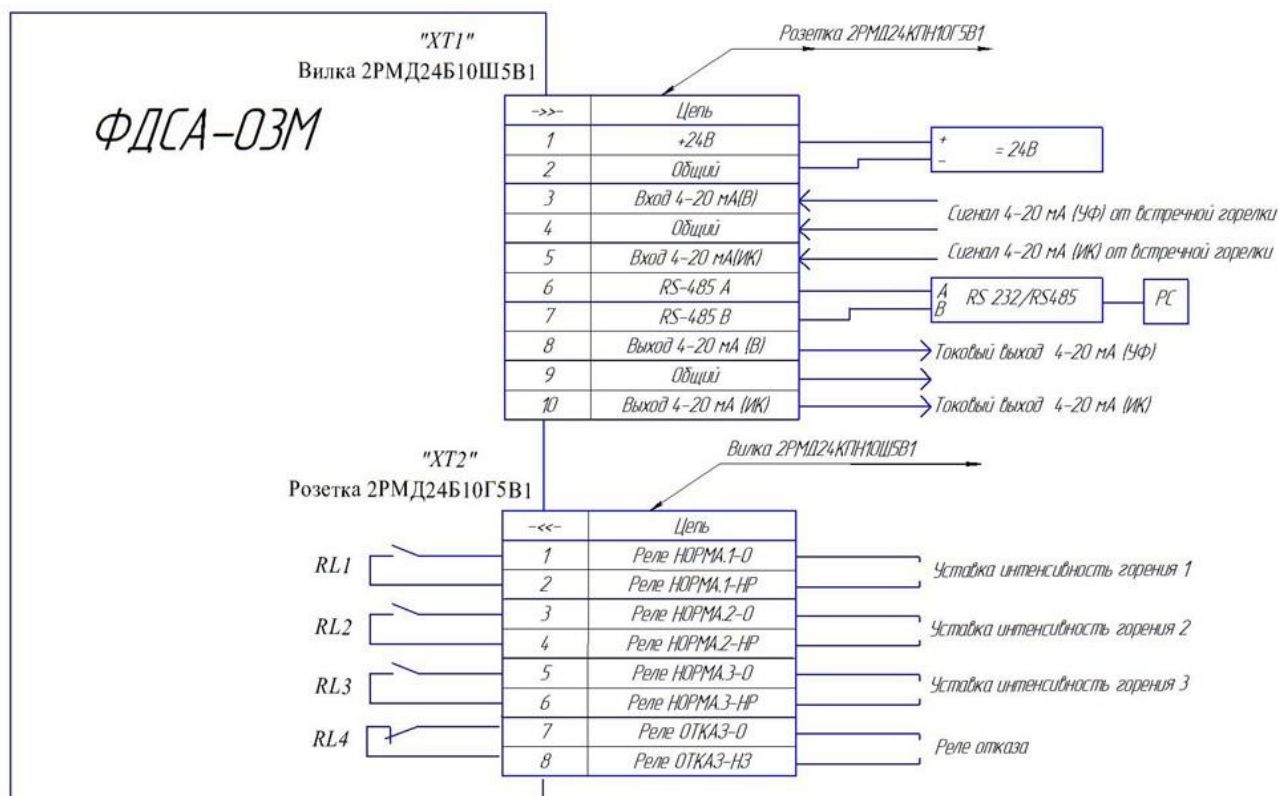 "ХТ1"
Вилка 2РМД24Б10Ш5В1
Розетка 2РМД24КПН10Г5В1
ФДСА-03М
->>- Цепь
1 +24В
2 Общий
3 Вход 4-20 мА(В)
4 Общий
5 Вход 4-20 мА(ИК)
6 RS-485 A
7 RS-485 B
8 Выход 4-20 мА (В)
9 Общий
10 Выход 4-20 мА (ИК)
+ = 24В
-
Сигнал 4-20 мА (УФ) от встречной горелки
Сигнал 4-20 мА (ИК) от встречной горелки
A RS 232/RS485 PC
B
Токовый выход 4-20 мА (УФ)
Токовый выход 4-20 мА (ИК)
"ХТ2"
Розетка 2РМД24Б10Г5В1
Вилка 2РМД24КПН10Ш5В1
-<<- Цепь
1 Реле НОРМА.1-О
2 Реле НОРМА.1-НР
3 Реле НОРМА.2-О
4 Реле НОРМА.2-НР
5 Реле НОРМА.3-О
6 Реле НОРМА.3-НР
7 Реле ОТКАЗ-О
8 Реле ОТКАЗ-НЗ
RL1
RL2
RL3
RL4
Уставка интенсивность горения 1
Уставка интенсивность горения 2
Уставка интенсивность горения 3
Реле отказа